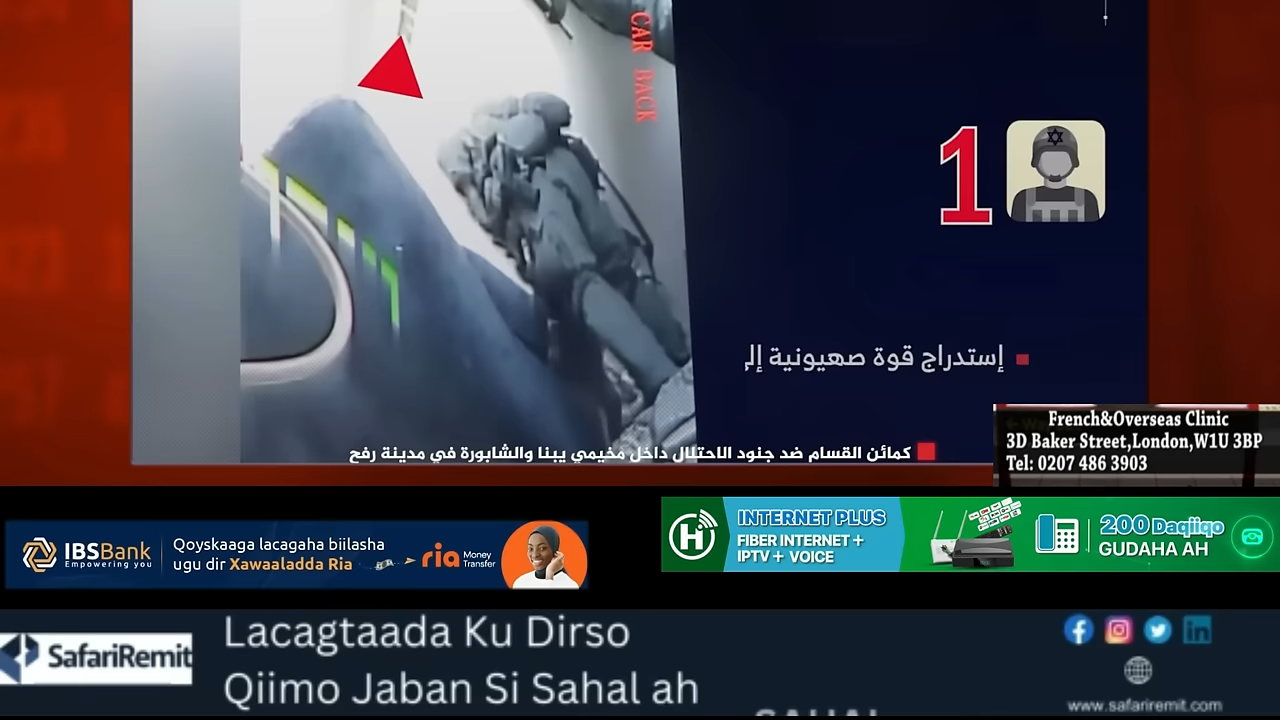 CAR BACK
1
إستدراج قوة صهيونية إلى
كمائن القسام ضد جنود الاحتلال داخل مخيمي يبنا والشابورة في مدينة رفح
French&Overseas Clinic
3D Baker Street,London,W1U 3BP
Tel: 0207 486 3903
IBSBank
Empowering you
Qoyskaaga lacagaha biilasha
ugu dir Xawaaladda Ria
ria Money
Transfer
H
INTERNET PLUS
FIBER INTERNET +
IPTV + VOICE
200 Daqiiqo
GUDAHA AH
SafariRemit
Lacagtaada Ku Dirso
Qiimo Jaban Si Sahal ah
www.safariremit.com